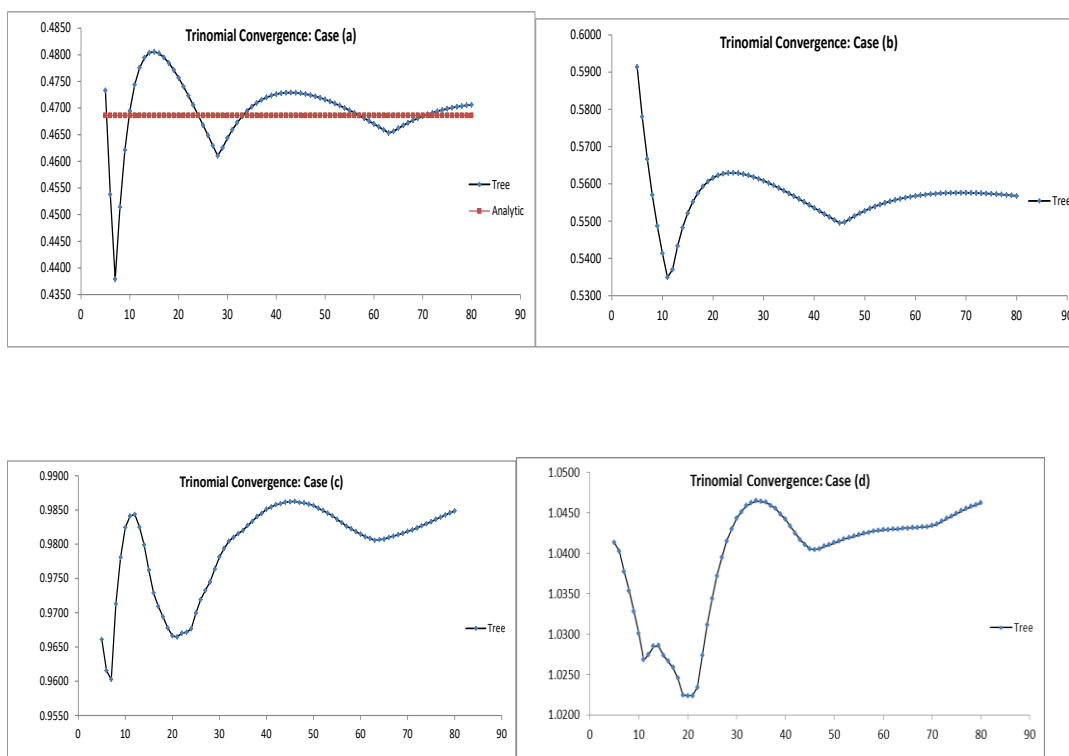 Trinomial Convergence: Case (a)
0.4850
0.4800
0.4750
0.4700
0.4650
0.4600
0.4550
0.4500
0.4450
0.4400
0.4350
0 10 20 30 40 50 60 70 80 90
Tree
Analytic
Trinomial Convergence: Case (b)
0.6000
0.5900
0.5800
0.5700
0.5600
0.5500
0.5400
0.5300
0 10 20 30 40 50 60 70 80 90
Tree
Trinomial Convergence: Case (c)
0.9900
0.9850
0.9800
0.9750
0.9700
0.9650
0.9600
0.9550
0 10 20 30 40 50 60 70 80 90
Tree
Trinomial Convergence: Case (d)
1.0500
1.0450
1.0400
1.0350
1.0300
1.0250
1.0200
0 10 20 30 40 50 60 70 80 90
Tree